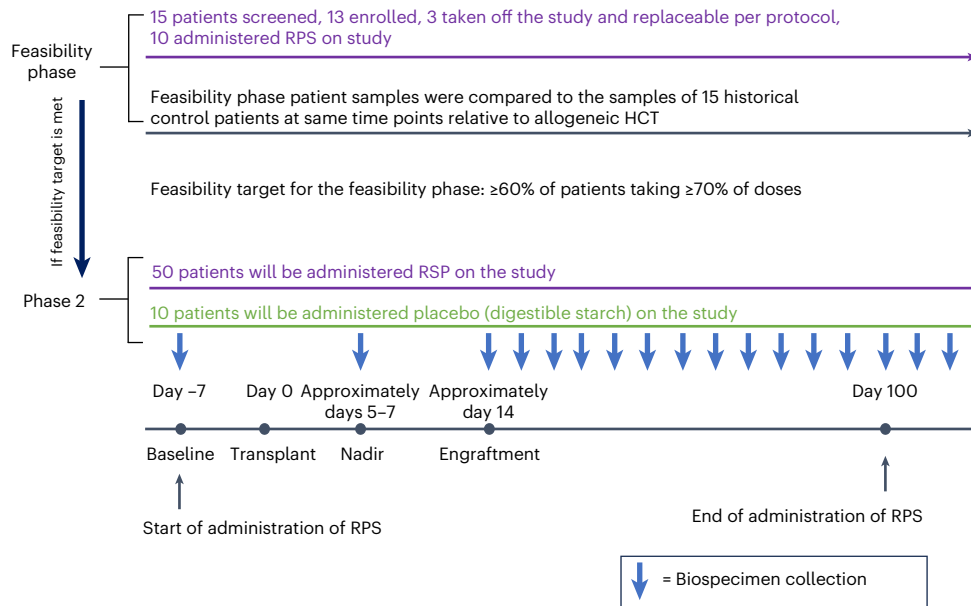 15 patients screened, 13 enrolled, 3 taken off the study and replaceable per protocol,
10 administered RPS on study
Feasibility
phase
Feasibility phase patient samples were compared to the samples of 15 historical
control patients at same time points relative to allogeneic HCT
If feasibility target is met
Feasibility target for the feasibility phase: ≥60% of patients taking ≥70% of doses
50 patients will be administered RSP on the study
Phase 2
10 patients will be administered placebo (digestible starch) on the study
Day –7
Day 0
Approximately
days 5–7
Approximately
day 14
Day 100
Baseline
Transplant
Nadir
Engraftment
Start of administration of RPS
End of administration of RPS
= Biospecimen collection